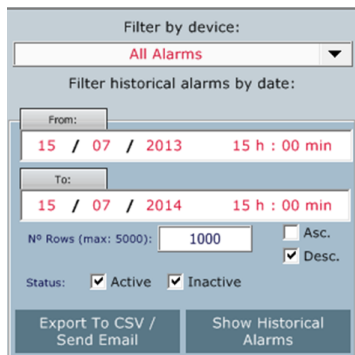 Filter by device:
All Alarms
Filter historical alarms by date:
From:
15 / 07 / 2013 15 h : 00 min
To:
15 / 07 / 2014 15 h : 00 min
Nº Rows (max: 5000): 1000
Asc.
Desc.
Status: Active Inactive
Export To CSV /
Send Email
Show Historical
Alarms